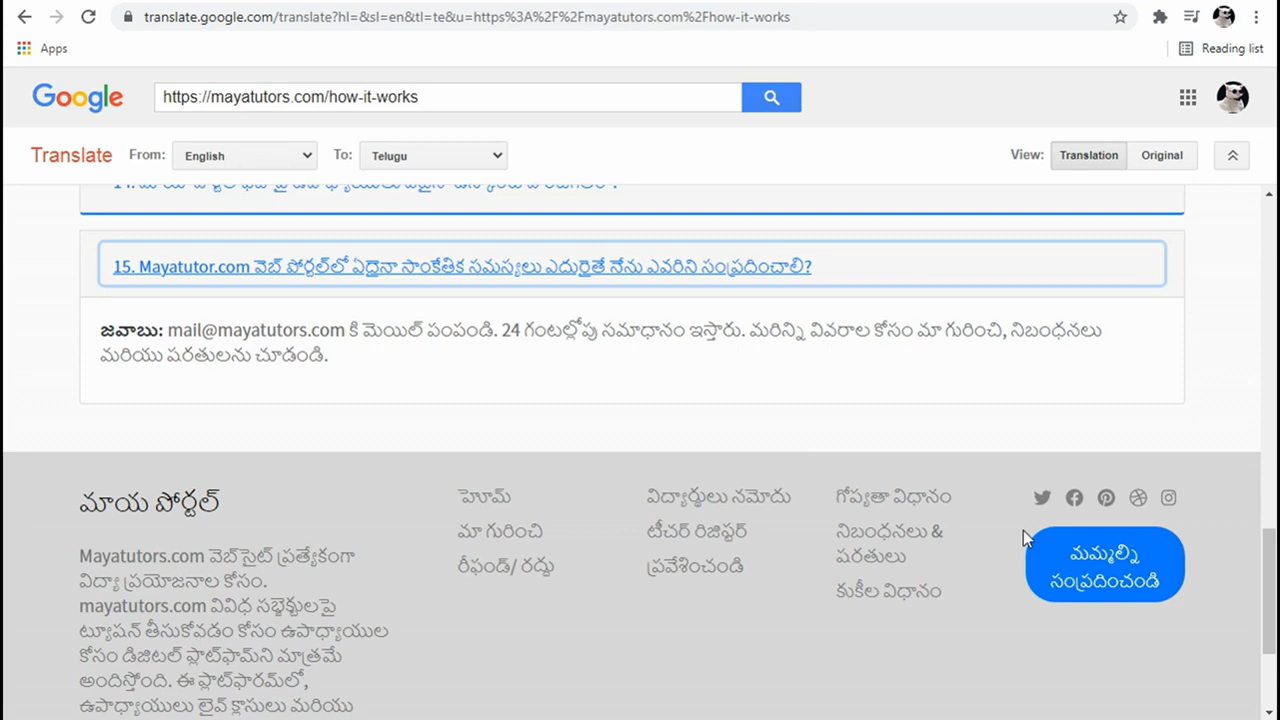 translate.google.com/translate?hl=&sl=en&tl=te&u=https%3A%2F%2Fmayatutors.com%2Fhow-it-works
Apps
Reading list
Google
https://mayatutors.com/how-it-works
Translate
From:
English
To:
Telugu
View:
Translation
Original
15. Mayatutor.com వెబ్ పోర్టల్‌లో ఏదైనా సాంకేతిక సమస్యలు ఎదురైతే నేను ఎవరిని సంప్రదించాలి?
జవాబు: mail@mayatutors.com కి మెయిల్ పంపండి. 24 గంటల్లోపు సమాధానం ఇస్తారు. మరిన్ని వివరాల కోసం మా గురించి, నిబంధనలు
మరియు షరతులను చూడండి.
మాయ పోర్టల్
Mayatutors.com వెబ్‌సైట్ ప్రత్యేకంగా
విద్యా ప్రయోజనాల కోసం.
mayatutors.com వివిధ సబ్జెక్టులపై
ట్యూషన్ తీసుకోవడం కోసం ఉపాధ్యాయుల
కోసం డిజిటల్ ప్లాట్‌ఫామ్‌ని మాత్రమే
అందిస్తోంది. ఈ ప్లాట్‌ఫారమ్‌లో,
ఉపాధ్యాయులు లైవ్ క్లాసులు మరియు
హొమ్
మా గురించి
రీఫండ్/ రద్దు
విద్యార్థులు నమోదు
టీచర్ రిజిష్టర్
ప్రవేశించండి
గోప్యతా విధానం
నిబంధనలు &
షరతులు
కుకీల విధానం
మమ్మల్ని
సంప్రదించండి